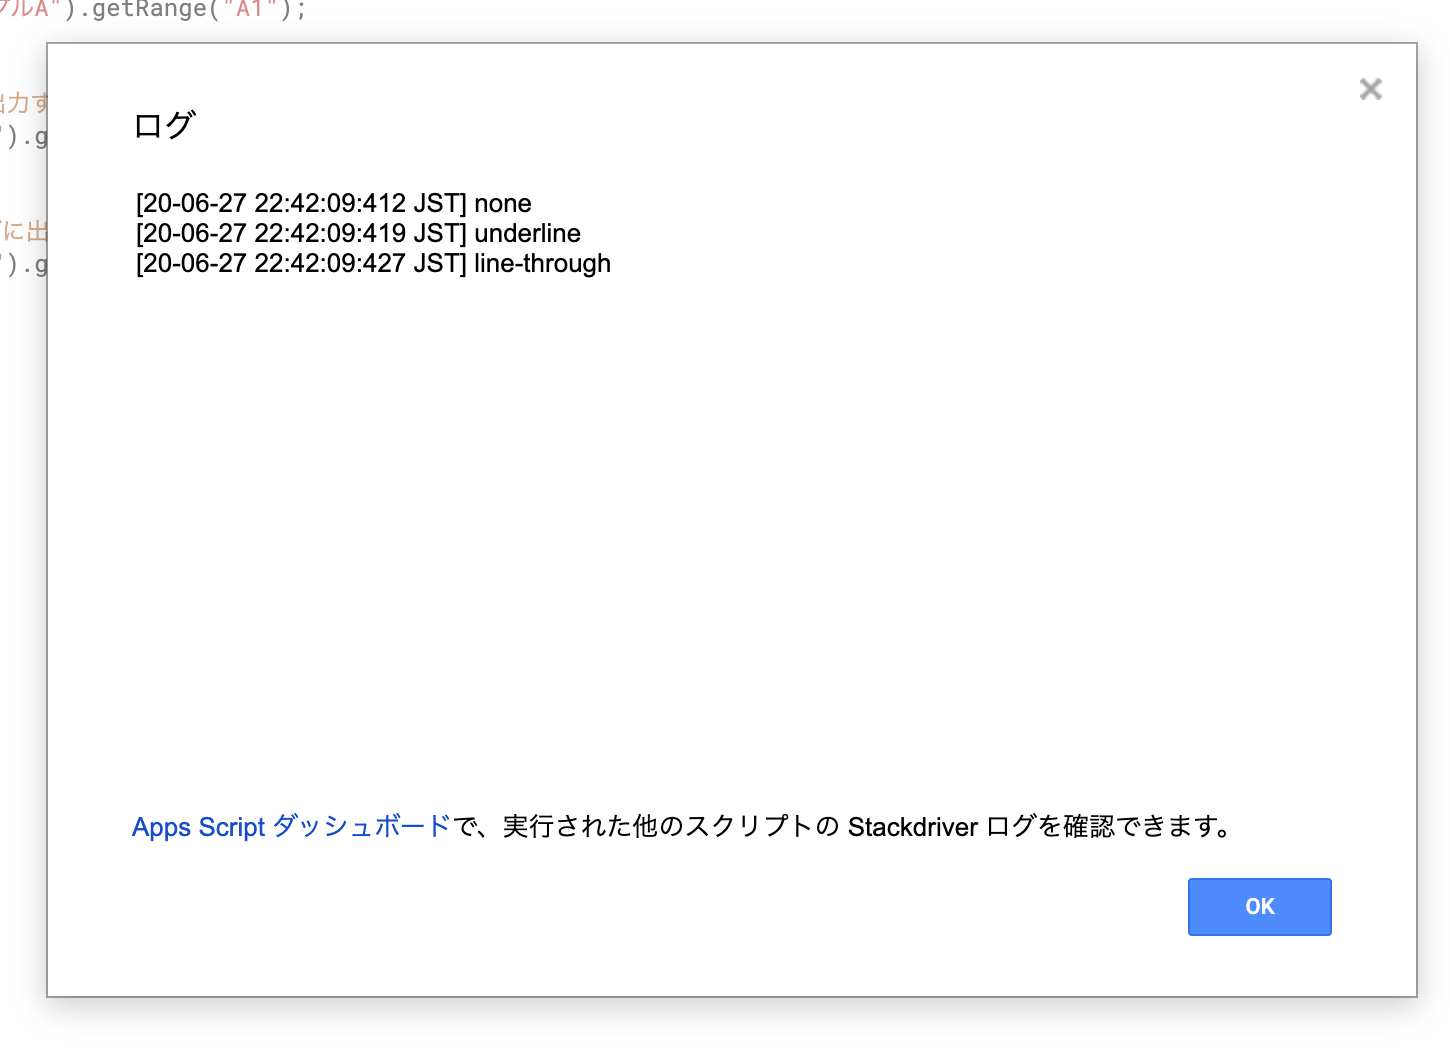 ルA").getRange("A1");
出力す
").g
に出
").g
ログ
[20-06-27 22:42:09:412 JST] none
[20-06-27 22:42:09:419 JST] underline
[20-06-27 22:42:09:427 JST] line-through
Apps Script ダッシュボードで、実行された他のスクリプトの Stackdriver ログを確認できます。
OK